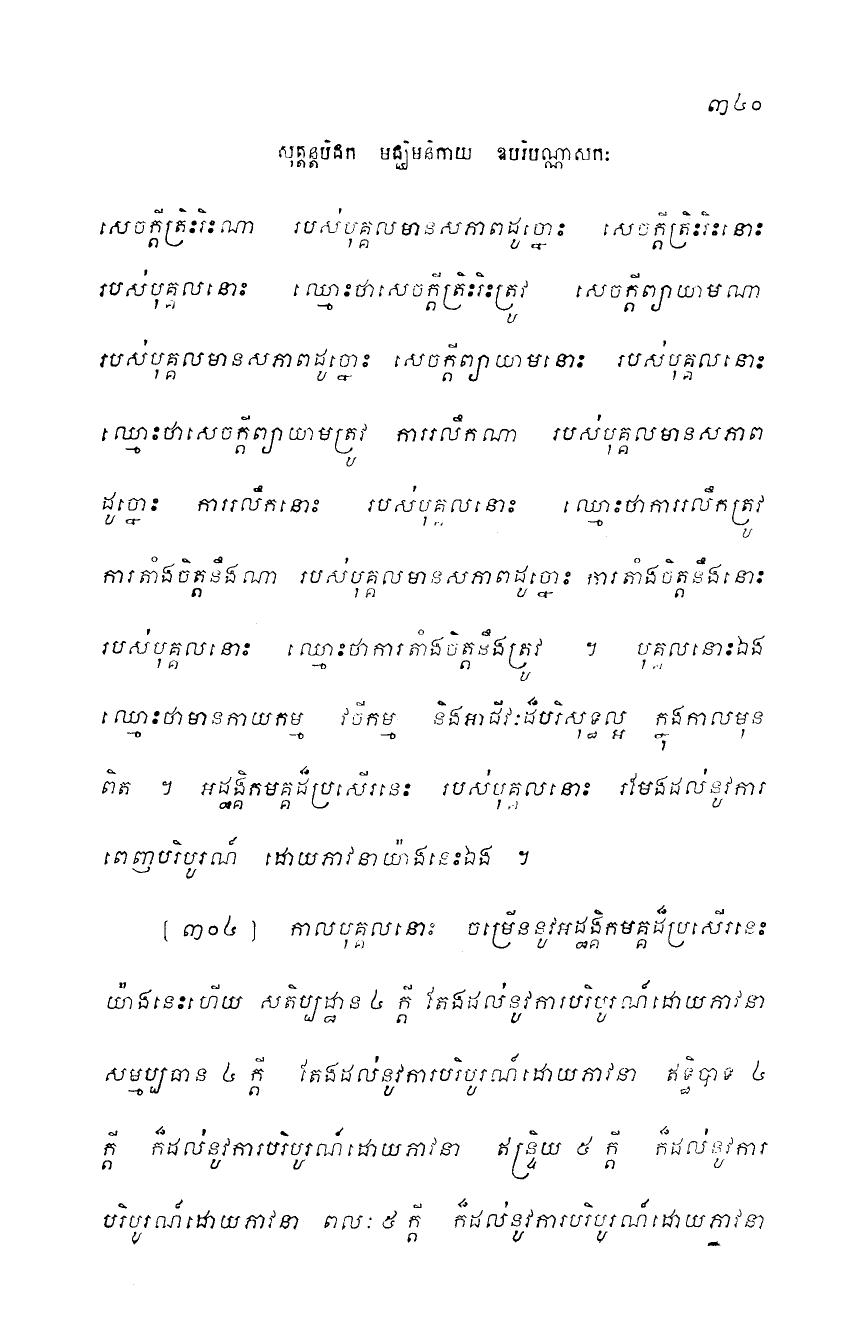 ៣៤០
សុត្តន្តបិដក មជ្ឈិមនិកាយ ឧបរិបណ្ណាសកៈ
សេចក្តីត្រិះរិះណា របស់បុគ្គលមានសភាពដូច្នោះ សេចក្តីត្រិះរិះនោះ
របស់បុគ្គលនោះ ឈ្មោះថាសេចក្តីត្រិះរិះត្រូវ សេចក្តីព្យាយាមណា
របស់បុគ្គលមានសភាពដូច្នោះ សេចក្តីព្យាយាមនោះ របស់បុគ្គលនោះ
ឈ្មោះថាសេចក្តីព្យាយាមត្រូវ ការរលឹកណា របស់បុគ្គលមានសភាព
ដូច្នោះ ការរលឹកនោះ របស់បុគ្គលនោះ ឈ្មោះថាការរលឹកត្រូវ
ការតាំងចិត្តនឹងណា របស់បុគ្គលមានសភាពដូច្នោះ ការតាំងចិត្តនឹងនោះ
របស់បុគ្គលនោះ ឈ្មោះថាការតាំងចិត្តនឹងត្រូវ ។ បុគ្គលនោះឯង
ឈ្មោះថាមានកាយកម្ម វចីកម្ម និងអាជីវៈដ៏បរិសុទ្ធល្អ ក្នុងកាលមុន
ពិត ។ អដ្ឋង្គិកមគ្គដ៏ប្រសើរនេះ របស់បុគ្គលនោះ រមែងដល់នូវការ
ពេញបរិបូរណ៍ ដោយភាវនាយ៉ាងនេះឯង ។
[៣០៤] កាលបុគ្គលនោះ ចម្រើននូវអដ្ឋង្គិកមគ្គដ៏ប្រសើរនេះ
យ៉ាងនេះហើយ សតិប្បដ្ឋាន ៤ ក្តី តែងដល់នូវការបរិបូរណ៍ដោយភាវនា
សម្មប្បធាន ៤ ក្តី តែងដល់នូវការបរិបូរណ៍ដោយភាវនា ឥទ្ធិបាទ ៤
ក្តី ក៏ដល់នូវការបរិបូរណ៍ដោយភាវនា ឥន្ទ្រិយ ៥ ក្តី ក៏ដល់នូវការ
បរិបូរណ៍ដោយភាវនា ពលៈ ៥ ក្តី ក៏ដល់នូវការបរិបូរណ៍ដោយភាវនា